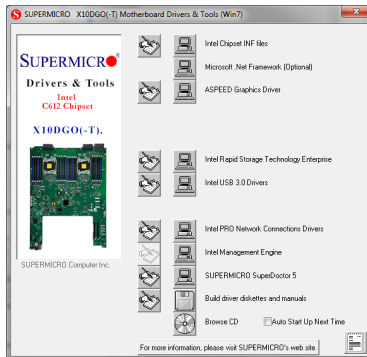 SUPERMICRO X10DGO(-T) Motherboard Drivers & Tools (Win7)
SUPERMICRO
Drivers & Tools
Intel
C612 Chipset
X10DGO(-T).
SUPERMICRO Computer Inc.
Intel Chipset INF files
Microsoft .Net Framework (Optional)
ASPEED Graphics Driver
Intel Rapid Storage Technology Enterprise
Intel USB 3.0 Drivers
Intel PRO Network Connections Drivers
Intel Management Engine
SUPERMICRO SuperDoctor 5
Build driver diskettes and manuals
Browse CD
Auto Start Up Next Time
For more information, please visit SUPERMICRO's web site.